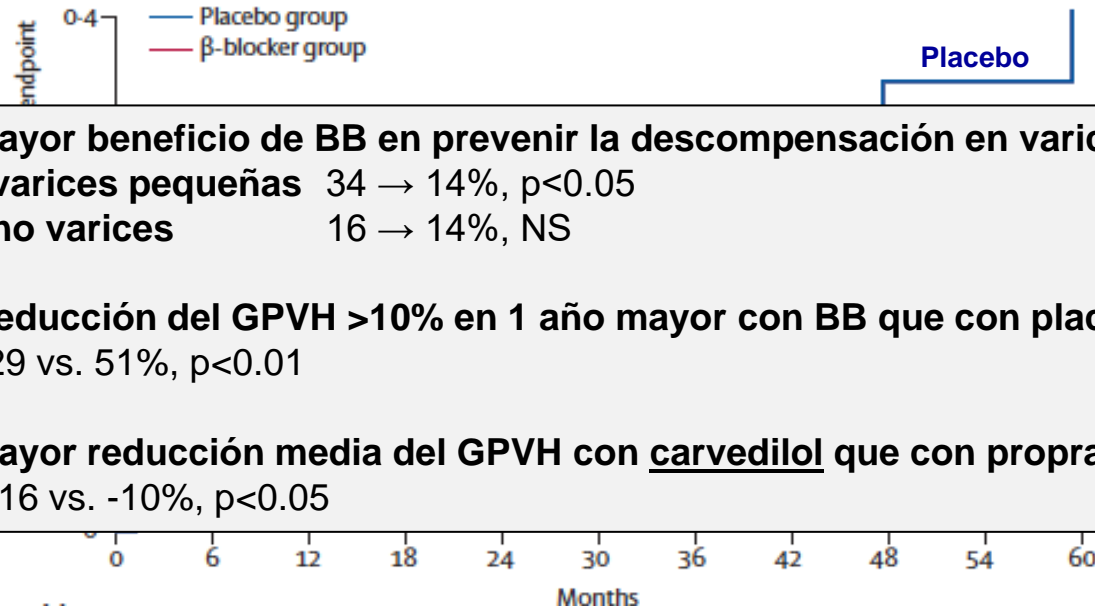 0·4
Placebo group
β-blocker group
endpoint
Placebo
ayor beneficio de BB en prevenir la descompensación en varic
varices pequeñas 34 → 14%, p<0.05
no varices 16 → 14%, NS
educción del GPVH >10% en 1 año mayor con BB que con plac
29 vs. 51%, p<0.01
ayor reducción media del GPVH con carvedilol que con propra
16 vs. -10%, p<0.05
0 6 12 18 24 30 36 42 48 54 60
Months